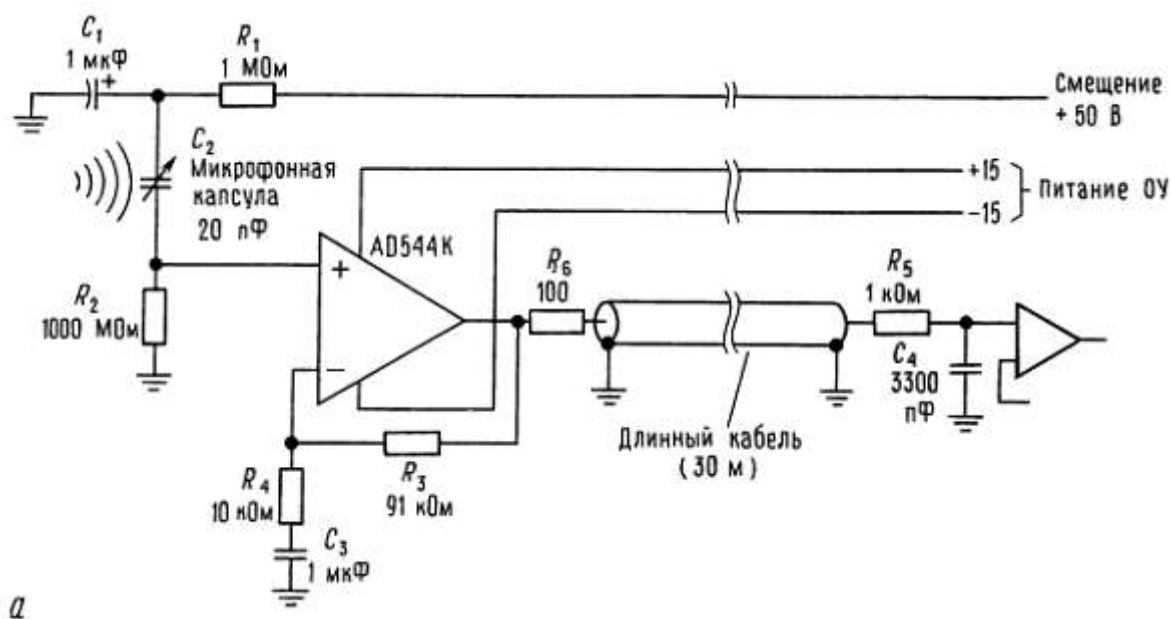 C₁
1 мкФ
+
R₁
1 МОм
Смещение
+ 50 В
C₂
Микрофонная
капсула
20 пФ
+15
-15
Питание ОУ
AD544K
+
−
R₂
1000 МОм
R₆
100
R₅
1 кОм
C₄
3300
пФ
Длинный кабель
(30 м)
R₃
91 кОм
R₄
10 кОм
C₃
1 мкФ
а